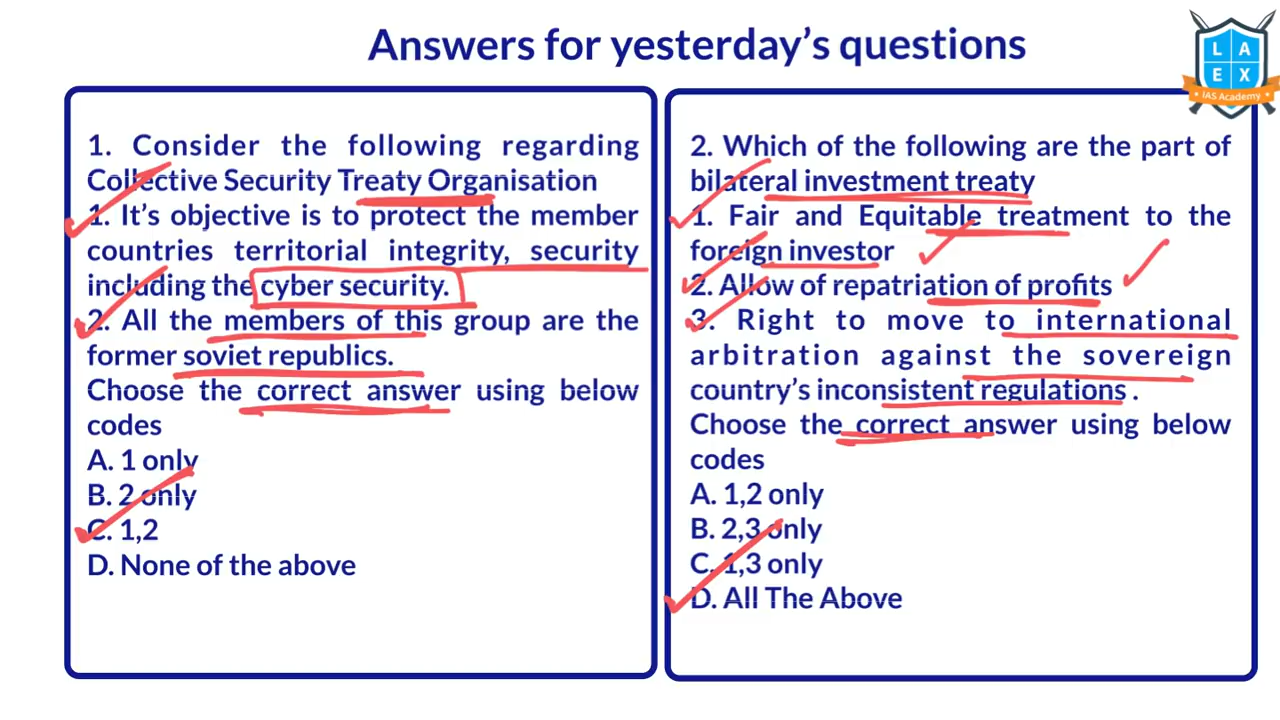 Answers for yesterday's questions
L A
E X
IAS Academy
1. Consider the following regarding
Collective Security Treaty Organisation
1. It's objective is to protect the member
countries territorial integrity, security
including the cyber security.
2. All the members of this group are the
former soviet republics.
Choose the correct answer using below
codes
A. 1 only
B. 2 only
C. 1,2
D. None of the above
2. Which of the following are the part of
bilateral investment treaty
1. Fair and Equitable treatment to the
foreign investor
2. Allow of repatriation of profits
3. Right to move to international
arbitration against the sovereign
country's inconsistent regulations .
Choose the correct answer using below
codes
A. 1,2 only
B. 2,3 only
C. 1,3 only
D. All The Above